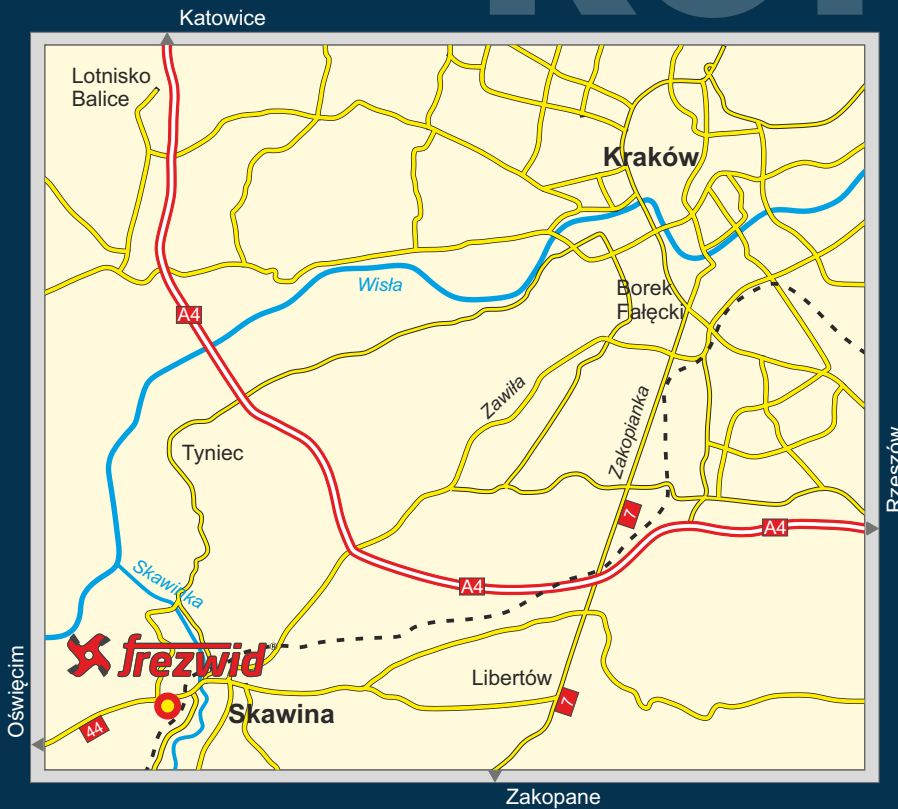 Katowice
Lotnisko
Balice
Kraków
Wisła
Borek
Fałęcki
A4
Zawiła
Zakopianka
Tyniec
Rzeszów
7
A4
A4
Skawinka
frezwid®
Oświęcim
Libertów
7
Skawina
44
Zakopane